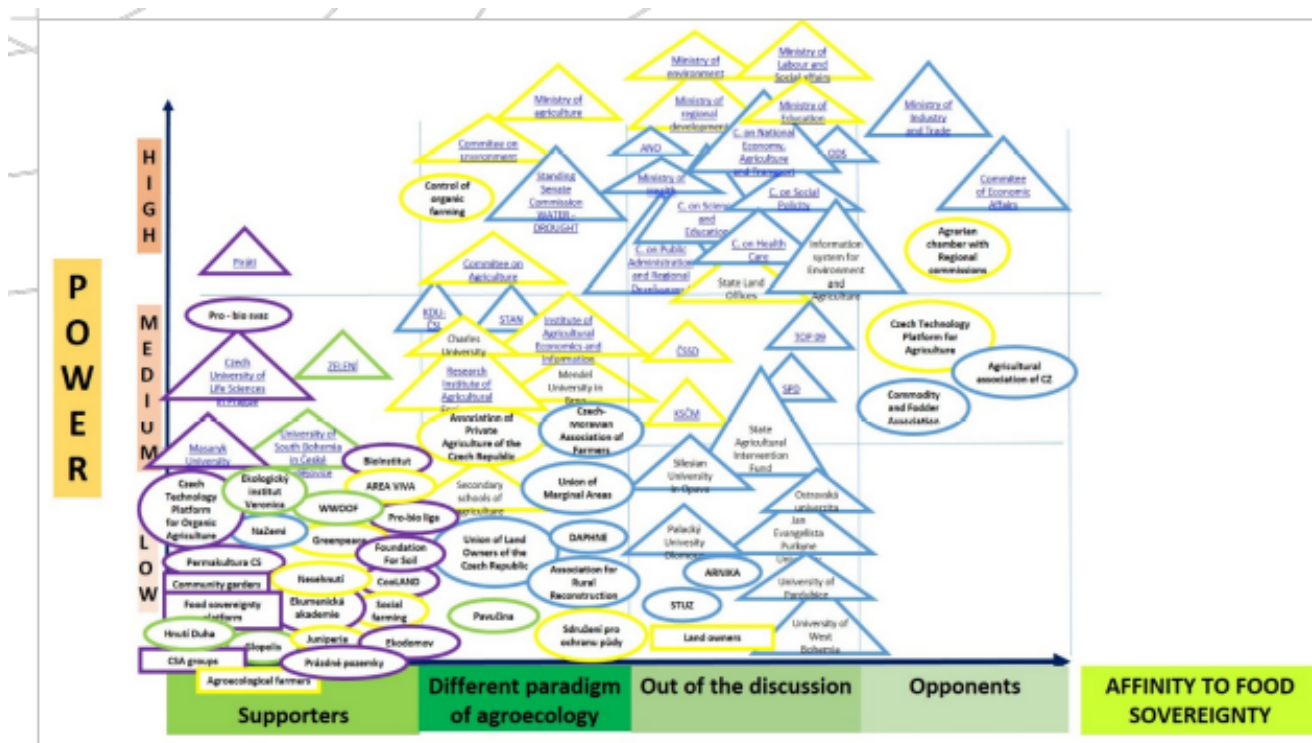 Ministry of
environment
Ministry of
Labour and
Social affairs
Ministry of
agriculture
Ministry of
regional
development
Ministry of
Education
Ministry of
Industry
and Trade
Committee on
environment
ANO
C. on National
Economy,
Agriculture
and Transport
ODS
Control of
organic
farming
Standing
Senate
Commission
WATER -
DROUGHT
Ministry of
Health
C. on Science
and
Education
C. on Social
Committee
of Economic
Affairs
Piráti
Committee on
Agriculture
C. on Public
Administration
and Regional
C. on Health
Care
Information
system for
Environment
and
Agriculture
Agrarian
chamber with
Regional
commissions
State Land
Offices
HIGH
POWER
MEDIUM
LOW
Pro - bio svaz
KDU-
ČSL
STAN
Charles
University
Institute of
Agricultural
Economics and
Information
ČSSD
TOP 09
Czech Technology
Platform for
Agriculture
Czech
University of
Life Sciences
ZELENÍ
Research
Institute of
Agricultural
Mendel
University in
Brno
KSČM
SPD
Agricultural
association of CZ
Commodity
and Fodder
Association
Masaryk
University
University of
South Bohemia
in České
Bioinstitut
Association of
Private
Agriculture of the
Czech Republic
Czech-
Moravian
Association of
Farmers
State
Agricultural
Intervention
Fund
Silesian
University
in Opava
Czech
Technology
Platform
for Organic
Agriculture
Ekologický
institut
Veronica
AREA VIVA
WWOOF
Pro-bio liga
Secondary
schools of
agriculture
Union of
Marginal Areas
Ostravská
univerzita
NaZemi
Greenpeace
Foundation
For Soil
Union of Land
Owners of the
Czech Republic
DAPHNE
Palacký
Univesity
Jan
Evangelista
Purkyne
Permakultura CS
Community gardens
Nesehnutí
CooLAND
Association for
Rural
Reconstruction
ARNIKA
University of
Pardubice
Food sovereignty
platform
Ekumenická
akademie
Social
farming
Pavučina
STUZ
Hnutí Duha
Glopolis
Juniperia
Ekodomov
Sdružení pro
ochranu půdy
Land owners
University of
West
Bohemia
CSA groups
Prázdné pozemky
Agroecological farmers
Supporters
Different paradigm
of agroecology
Out of the discussion
Opponents
AFFINITY TO FOOD
SOVEREIGNTY